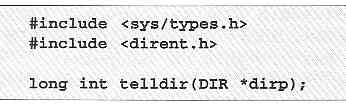 #include <sys/types.h>
#include <dirent.h>
long int telldir(DIR *dirp);